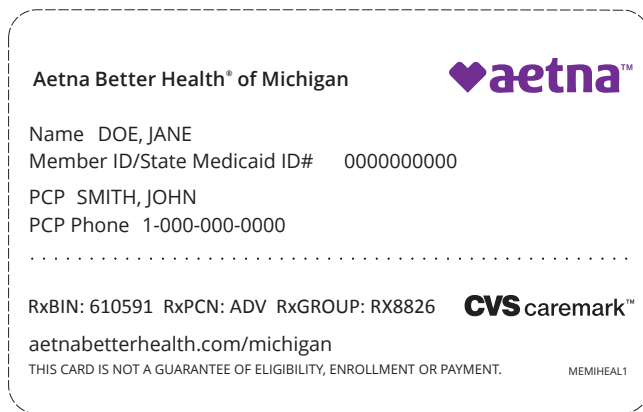 Aetna Better Health® of Michigan
aetna™
Name DOE, JANE
Member ID/State Medicaid ID# 0000000000
PCP SMITH, JOHN
PCP Phone 1-000-000-0000
RxBIN: 610591 RxPCN: ADV RxGROUP: RX8826
CVS caremark™
aetnabetterhealth.com/michigan
THIS CARD IS NOT A GUARANTEE OF ELIGIBILITY, ENROLLMENT OR PAYMENT.
MEMIHEAL1